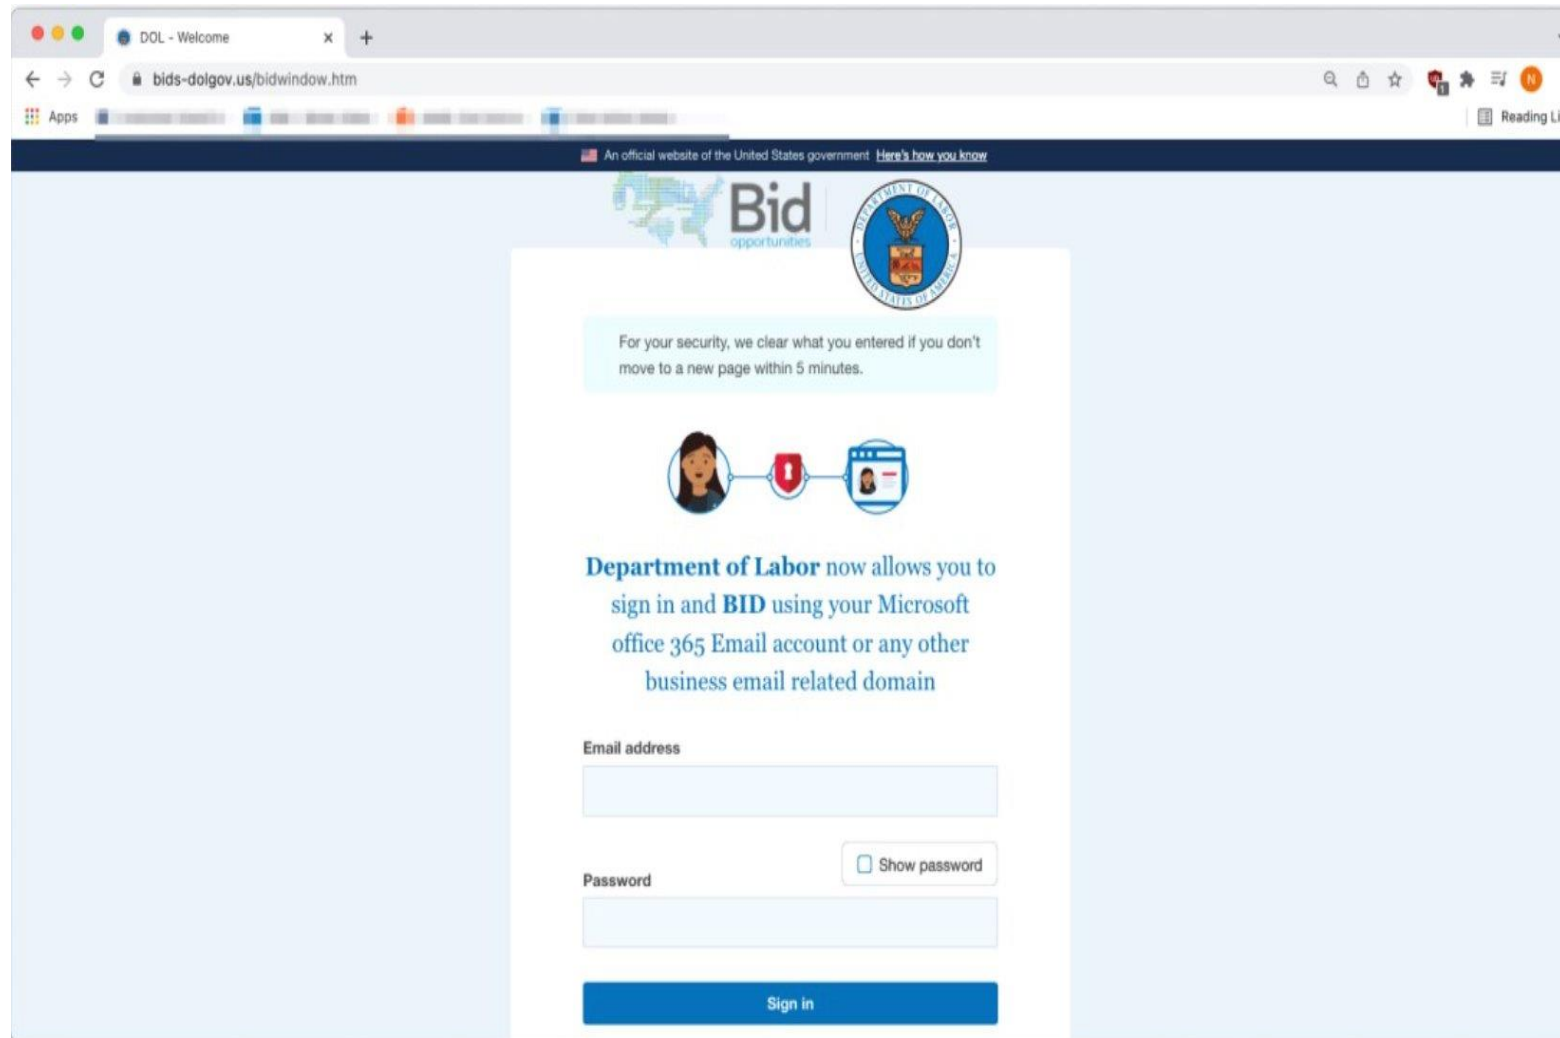 DOL - Welcome
bids-dolgov.us/bidwindow.htm
N
Apps
Reading Li
An official website of the United States government Here's how you know
Bid
opportunities
DEPARTMENT OF LABOR
UNITED STATES OF AMERICA
For your security, we clear what you entered if you don't
move to a new page within 5 minutes.
Department of Labor now allows you to
sign in and BID using your Microsoft
office 365 Email account or any other
business email related domain
Email address
Show password
Password
Sign in